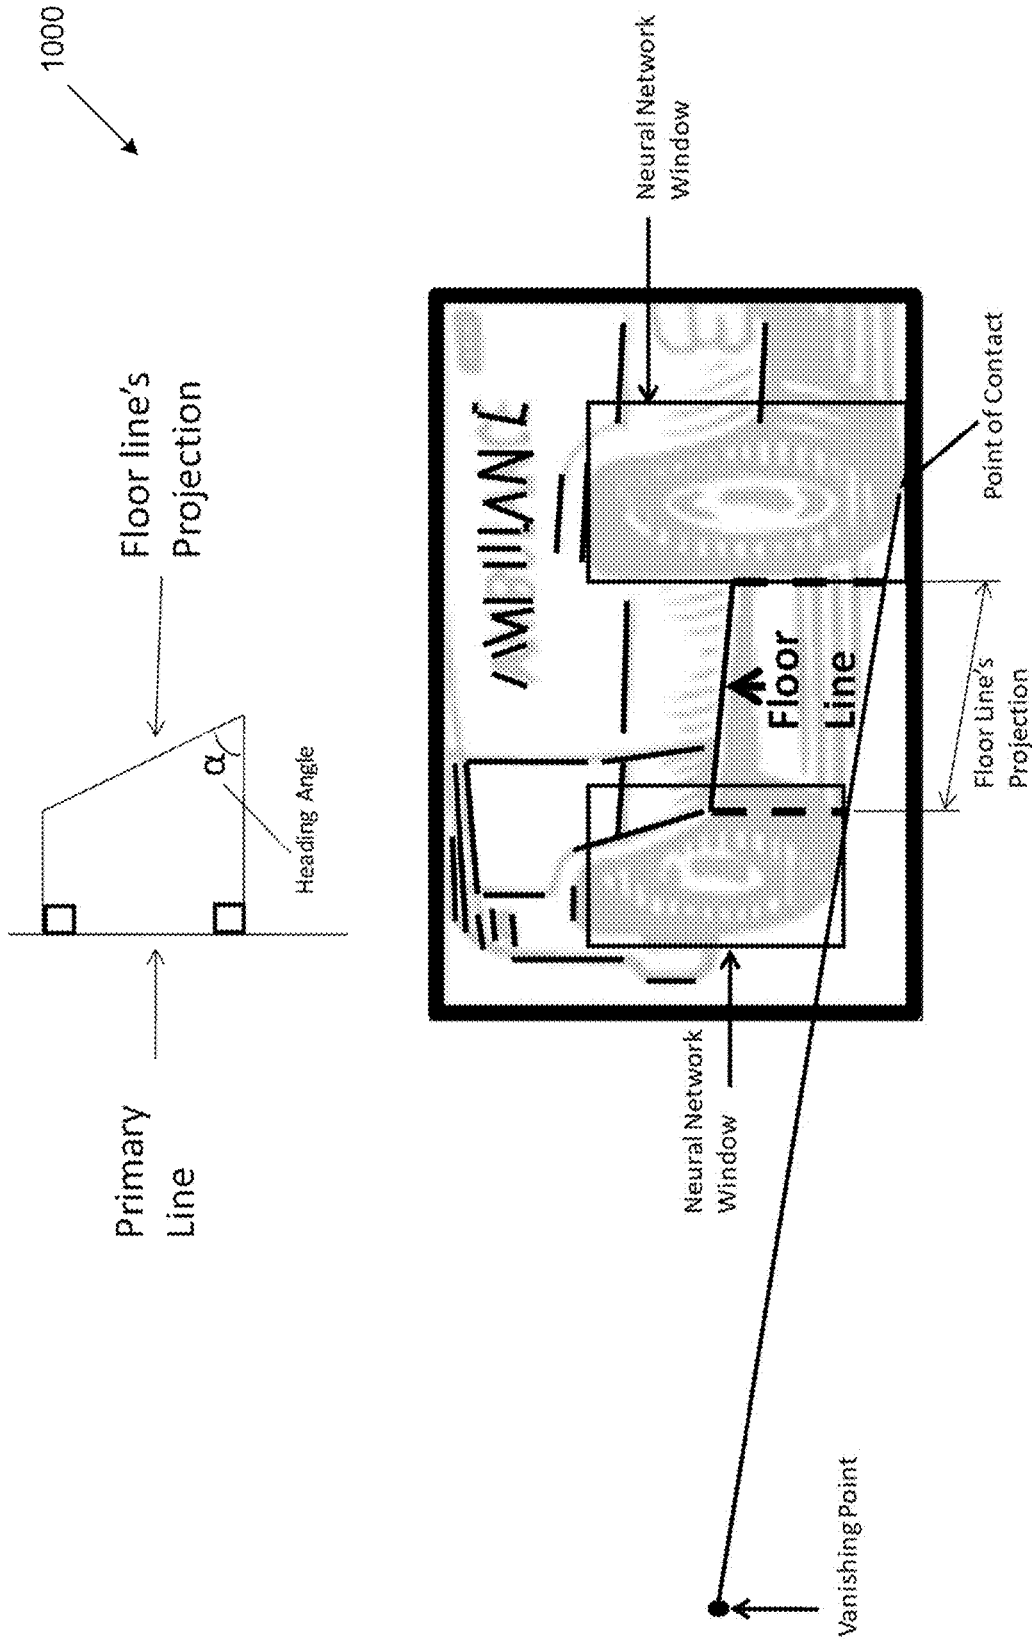 1000
Primary
Line
Floor line's
Projection
α
Heading Angle
Neural Network
Window
Neural Network
Window
Floor
Line
Vanishing Point
Floor Line's
Projection
Point of Contact